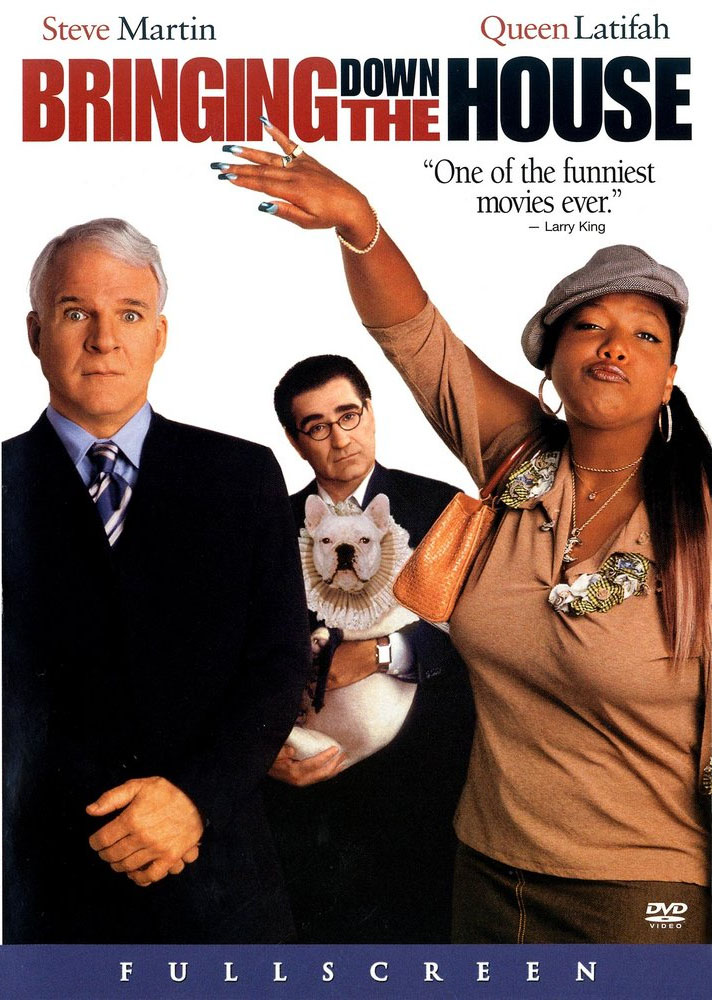 Steve Martin
Queen Latifah
BRINGING DOWN THE HOUSE
“One of the funniest
movies ever.”
— Larry King
DVD
VIDEO
FULLSCREEN